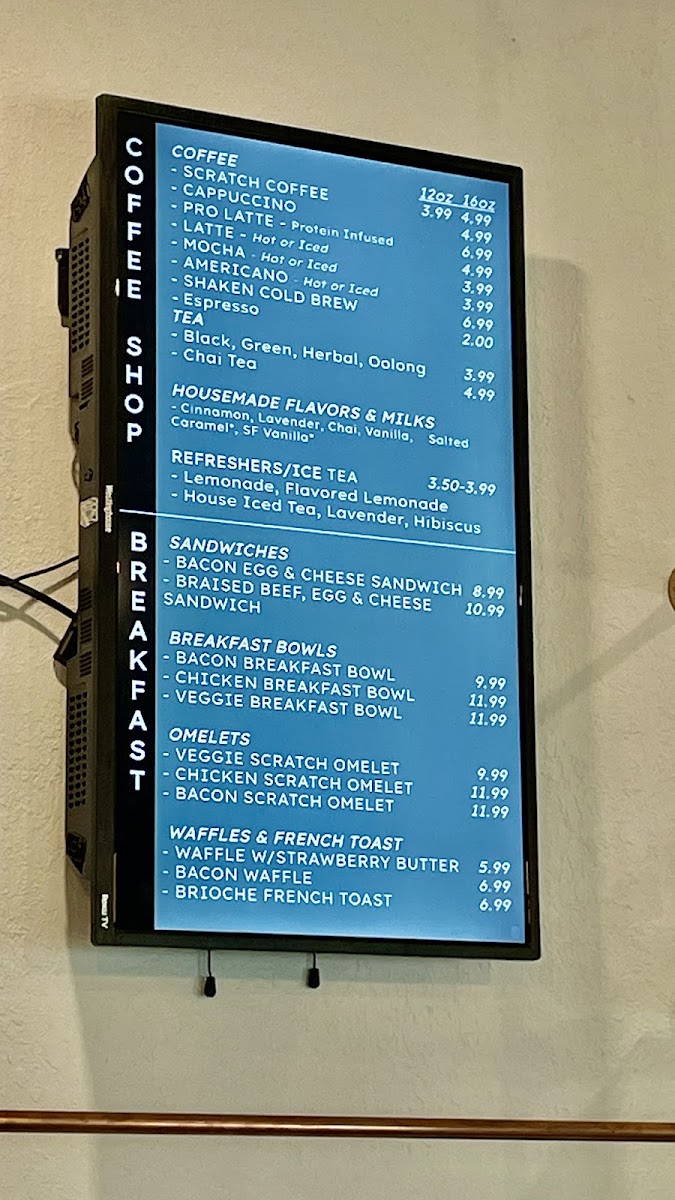 COFFEE SHOP
COFFEE 12oz 16oz
- SCRATCH COFFEE 3.99 4.99
- CAPPUCCINO 4.99
- PRO LATTE - Protein Infused 6.99
- LATTE - Hot or Iced 4.99
- MOCHA - Hot or Iced 3.99
- AMERICANO - Hot or Iced 3.99
- SHAKEN COLD BREW 6.99
- Espresso 2.00
TEA
- Black, Green, Herbal, Oolong 3.99
- Chai Tea 4.99
HOUSEMADE FLAVORS & MILKS
- Cinnamon, Lavender, Chai, Vanilla, Salted
Caramel*, SF Vanilla*
REFRESHERS/ICE TEA 3.50-3.99
- Lemonade, Flavored Lemonade
- House Iced Tea, Lavender, Hibiscus
BREAKFAST
SANDWICHES
- BACON EGG & CHEESE SANDWICH 8.99
- BRAISED BEEF, EGG & CHEESE 10.99
SANDWICH
BREAKFAST BOWLS
- BACON BREAKFAST BOWL 9.99
- CHICKEN BREAKFAST BOWL 11.99
- VEGGIE BREAKFAST BOWL 11.99
OMELETS
- VEGGIE SCRATCH OMELET 9.99
- CHICKEN SCRATCH OMELET 11.99
- BACON SCRATCH OMELET 11.99
WAFFLES & FRENCH TOAST
- WAFFLE W/STRAWBERRY BUTTER 5.99
- BACON WAFFLE 6.99
- BRIOCHE FRENCH TOAST 6.99
Westinghouse
Roku TV